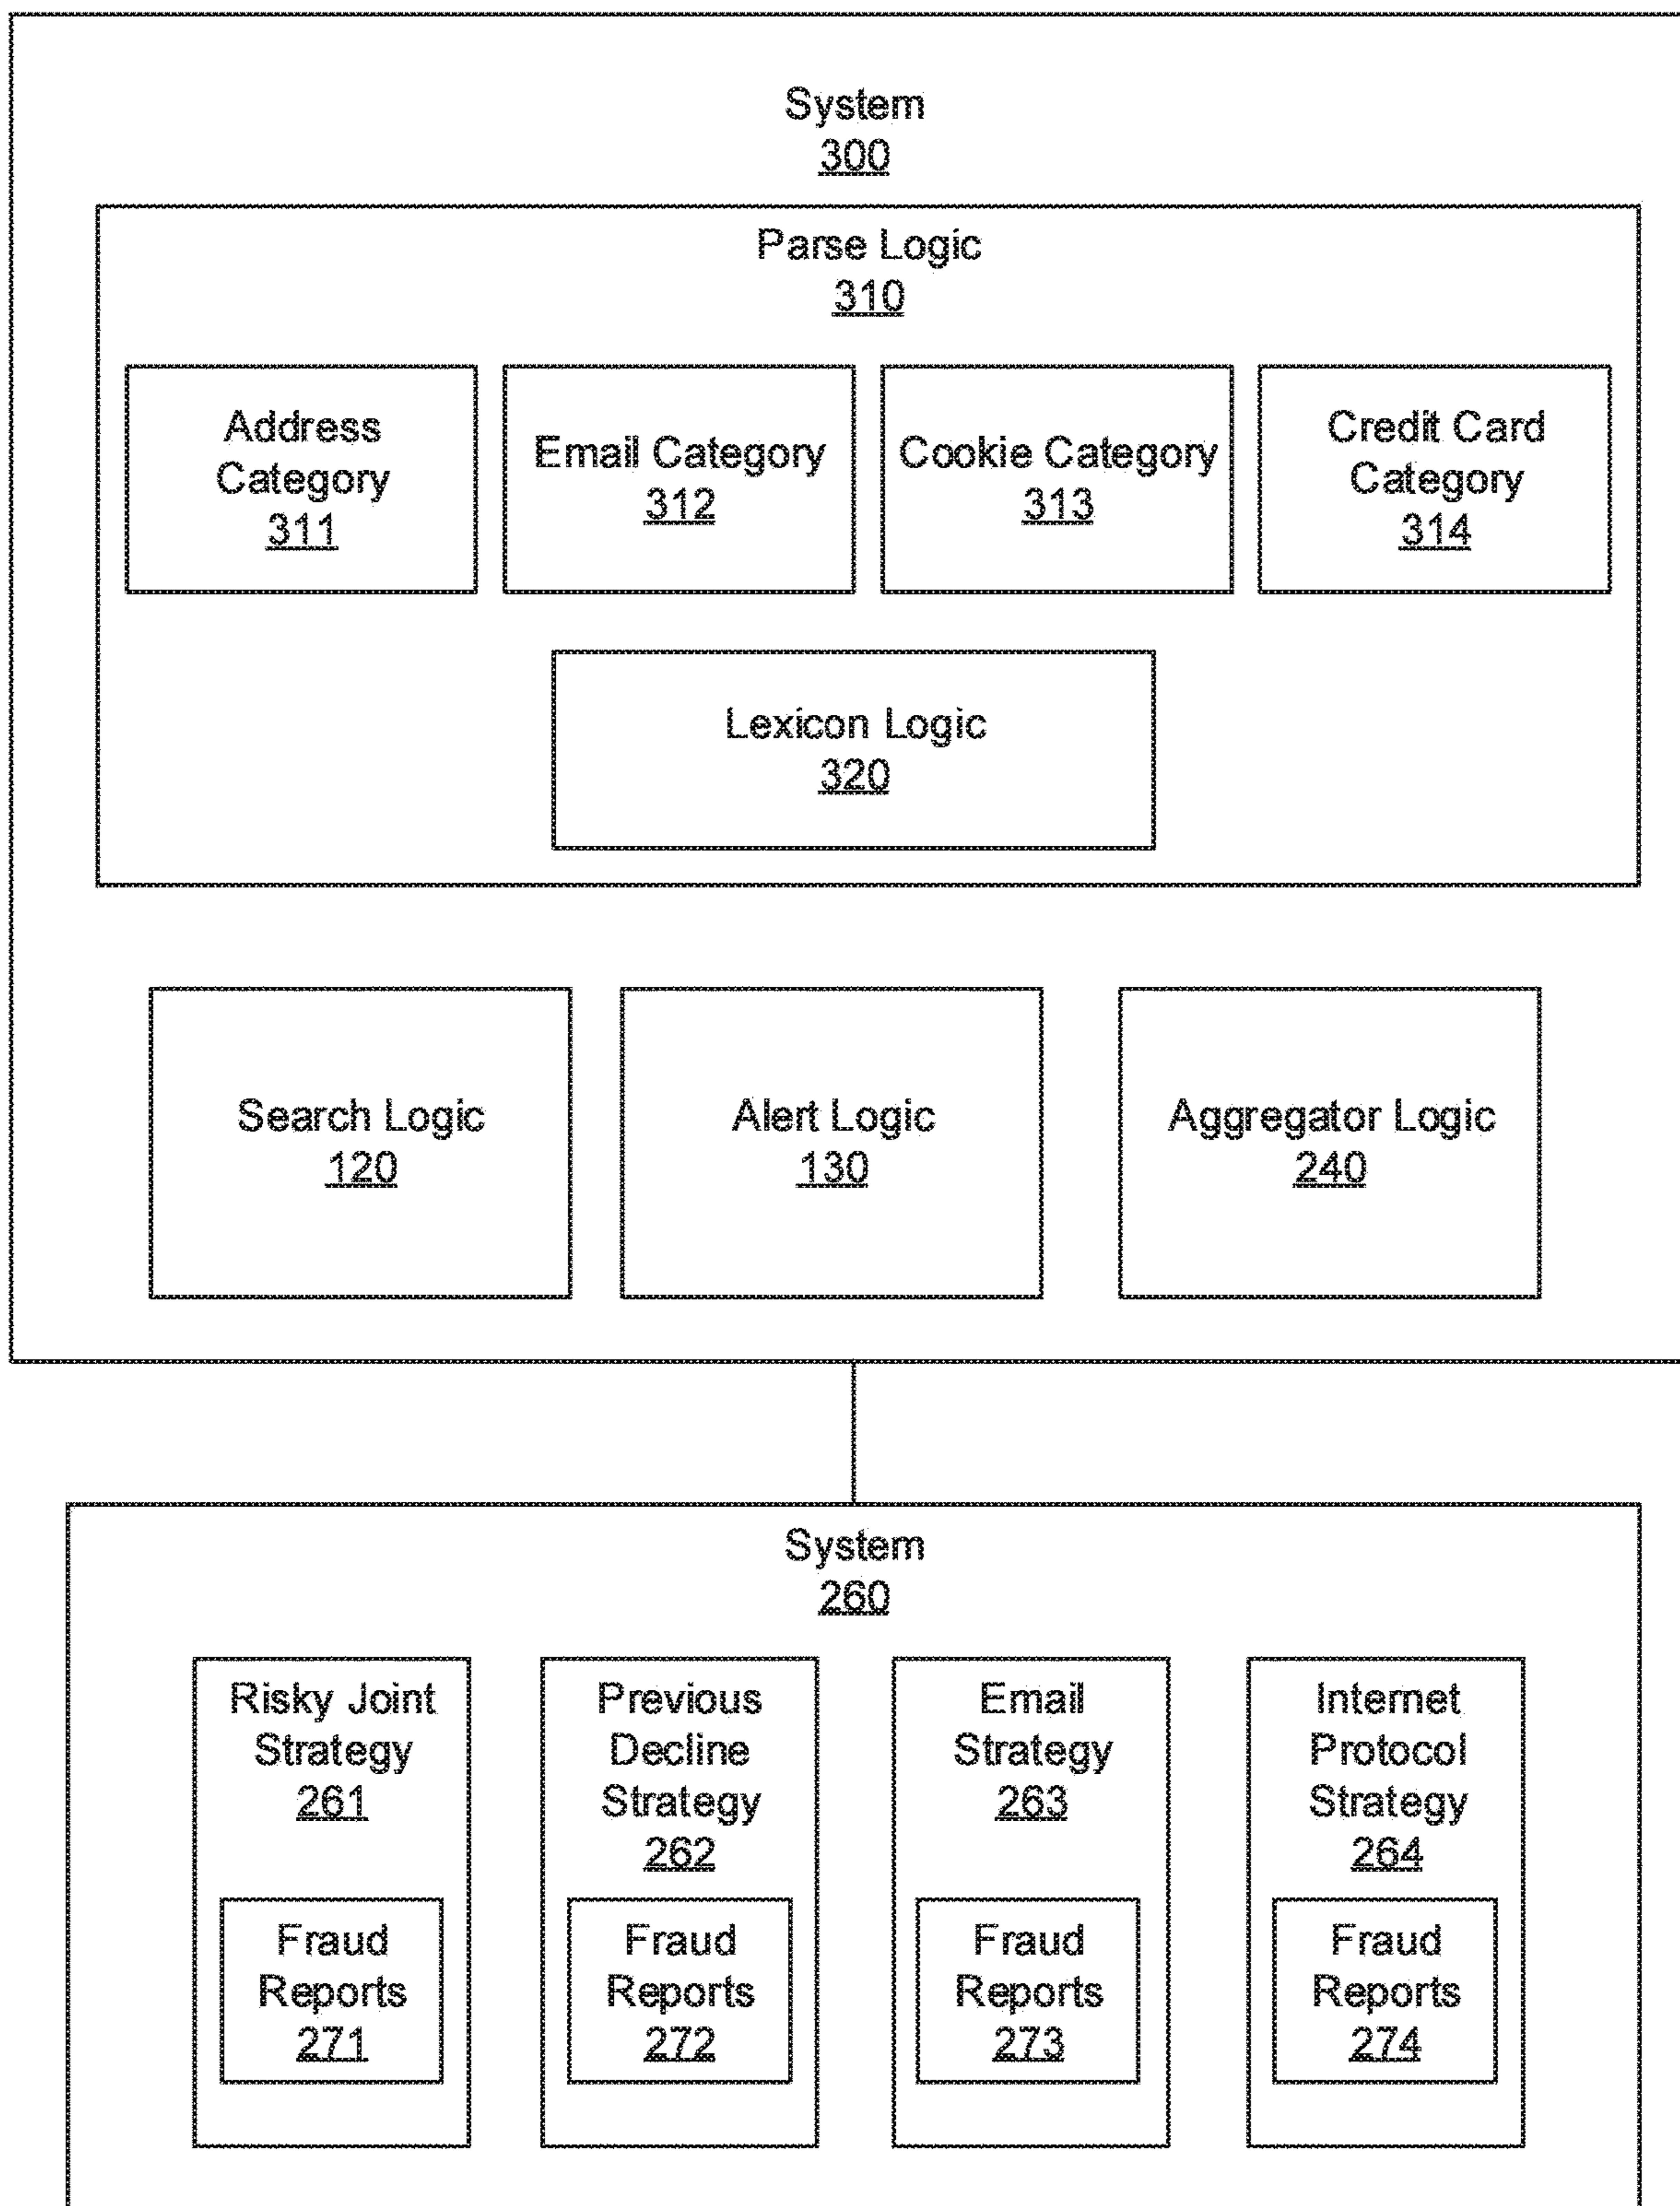 System
300
Parse Logic
310
Address
Category
311
Email Category
312
Cookie Category
313
Credit Card
Category
314
Lexicon Logic
320
Search Logic
120
Alert Logic
130
Aggregator Logic
240
System
260
Risky Joint
Strategy
261
Fraud
Reports
271
Previous
Decline
Strategy
262
Fraud
Reports
272
Email
Strategy
263
Fraud
Reports
273
Internet
Protocol
Strategy
264
Fraud
Reports
274